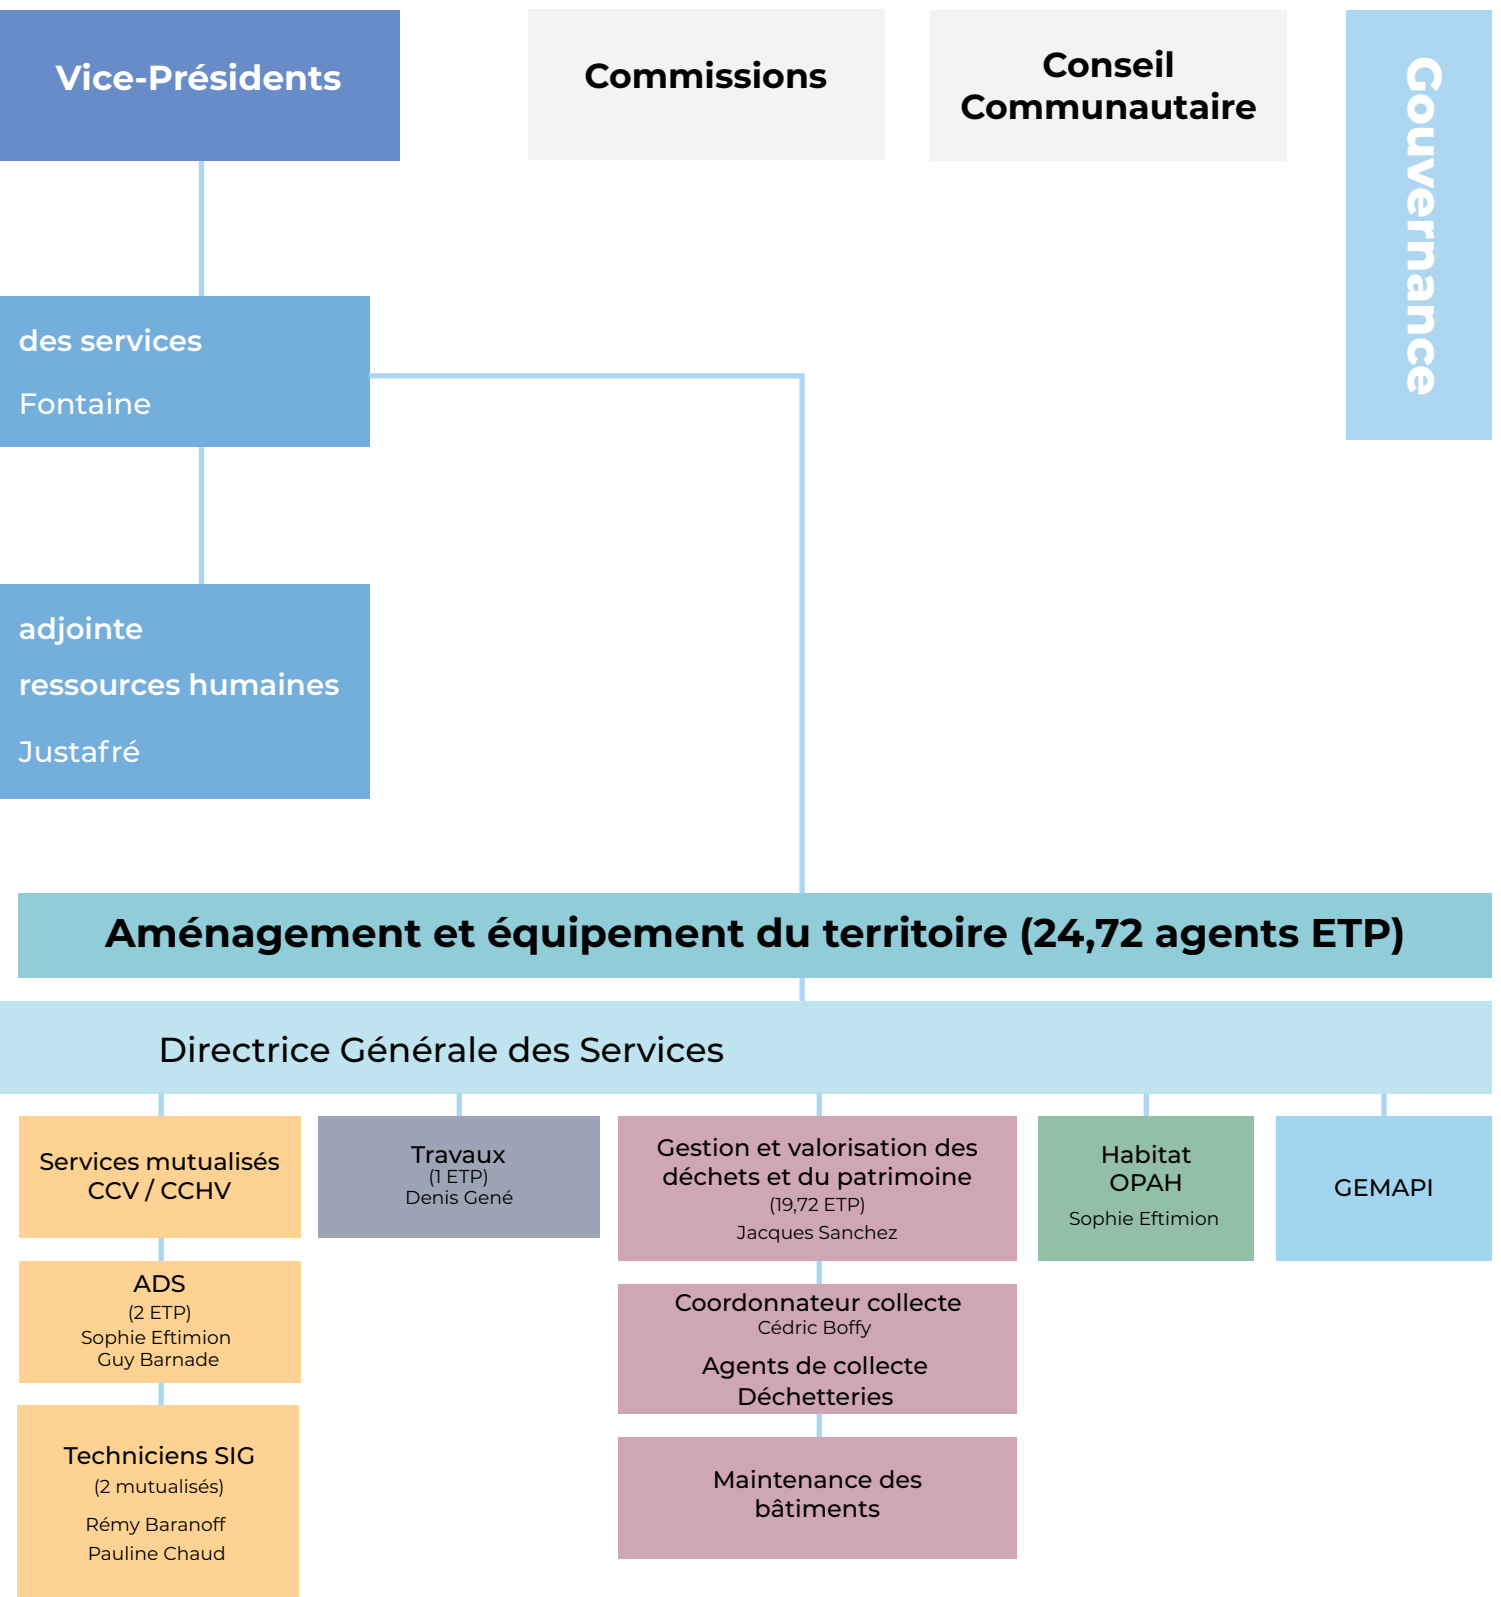 Vice-Présidents
Commissions
Conseil
Communautaire
Gouvernance
des services
Fontaine
adjointe
ressources humaines
Justafré
Aménagement et équipement du territoire (24,72 agents ETP)
Directrice Générale des Services
Services mutualisés
CCV / CCHV
ADS
(2 ETP)
Sophie Eftimion
Guy Barnade
Techniciens SIG
(2 mutualisés)
Rémy Baranoff
Pauline Chaud
Travaux
(1 ETP)
Denis Gené
Gestion et valorisation des
déchets et du patrimoine
(19,72 ETP)
Jacques Sanchez
Coordonnateur collecte
Cédric Boffy
Agents de collecte
Déchetteries
Maintenance des
bâtiments
Habitat
OPAH
Sophie Eftimion
GEMAPI